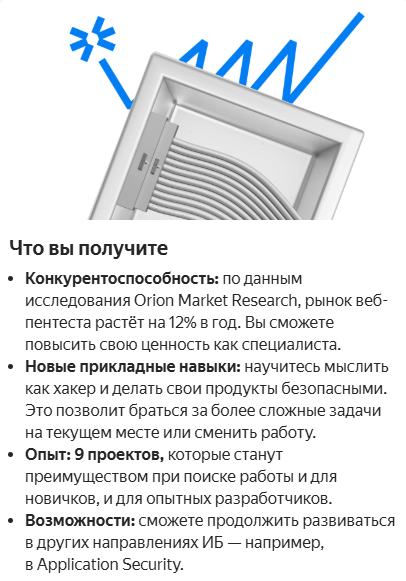 Что вы получите
• Конкурентоспособность: по данным
исследования Orion Market Research, рынок веб-
пентеста растёт на 12% в год. Вы сможете
повысить свою ценность как специалиста.
• Новые прикладные навыки: научитесь мыслить
как хакер и делать свои продукты безопасными.
Это позволит браться за более сложные задачи
на текущем месте или сменить работу.
• Опыт: 9 проектов, которые станут
преимуществом при поиске работы и для
новичков, и для опытных разработчиков.
• Возможности: сможете продолжить развиваться
в других направлениях ИБ — например,
в Application Security.